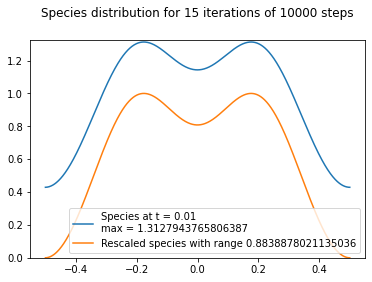 Species distribution for 15 iterations of 10000 steps
1.2
1.0
0.8
0.6
0.4
0.2
0.0
Species at t = 0.01
max = 1.3127943765806387
Rescaled species with range 0.8838878021135036
−0.4 −0.2 0.0 0.2 0.4